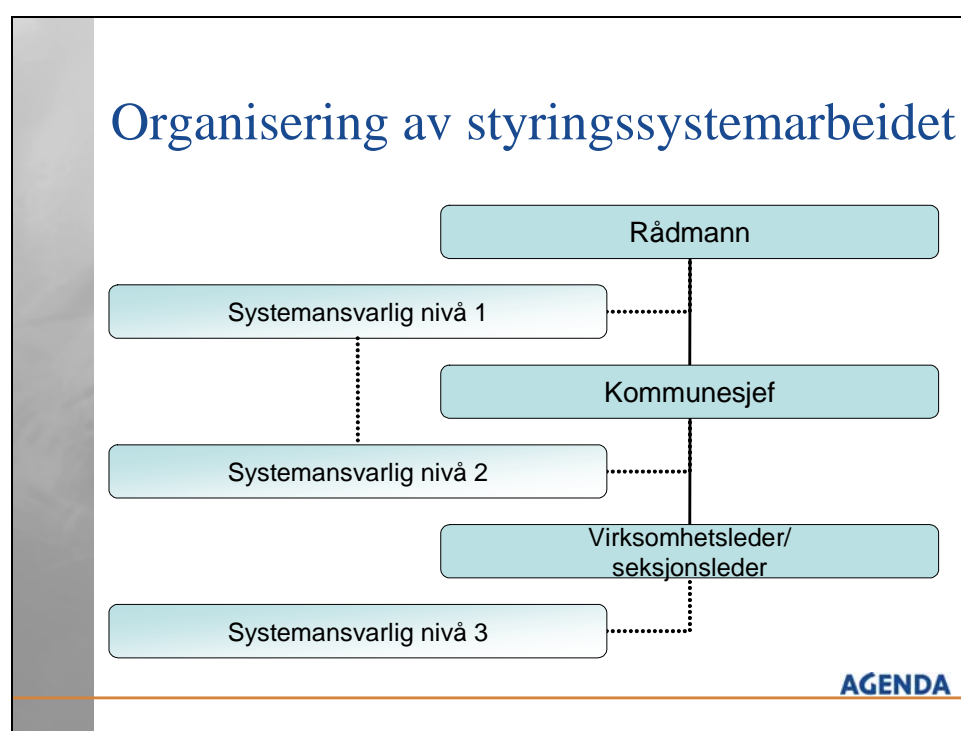 Organisering av styringssystemarbeidet
Rådmann
Systemansvarlig nivå 1
Kommunesjef
Systemansvarlig nivå 2
Virksomhetsleder/
seksjonsleder
Systemansvarlig nivå 3
AGENDA